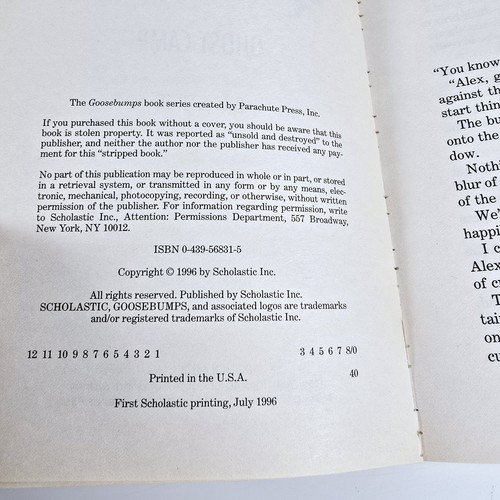 GHOST CAMP
The Goosebumps book series created by Parachute Press, Inc.
If you purchased this book without a cover, you should be aware that this
book is stolen property. It was reported as "unsold and destroyed" to the
publisher, and neither the author nor the publisher has received any pay-
ment for this "stripped book."
No part of this publication may be reproduced in whole or in part, or stored
in a retrieval system, or transmitted in any form or by any means, elec-
tronic, mechanical, photocopying, recording, or otherwise, without written
permission of the publisher. For information regarding permission, write
to Scholastic Inc., Attention: Permissions Department, 557 Broadway,
New York, NY 10012.
ISBN 0-439-56831-5
Copyright © 1996 by Scholastic Inc.
All rights reserved. Published by Scholastic Inc.
SCHOLASTIC, GOOSEBUMPS, and associated logos are trademarks
and/or registered trademarks of Scholastic Inc.
12 11 10 9 8 7 6 5 4 3 2 1 3 4 5 6 7 8/0
Printed in the U.S.A. 40
First Scholastic printing, July 1996
"You know
"Alex, g
against th
start thin
The bu
onto the
dow.
Nothi
blur of
of the
We'
happi
I c
Alex
of c
T
tai
on
cu